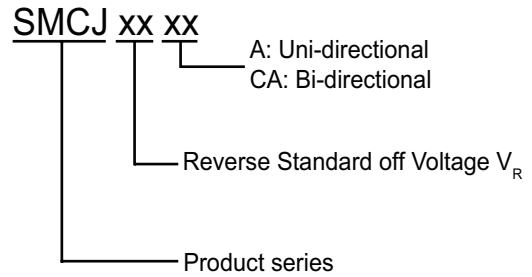 SMCJ xx xx
A: Uni-directional
CA: Bi-directional
Reverse Standard off Voltage VR
Product series